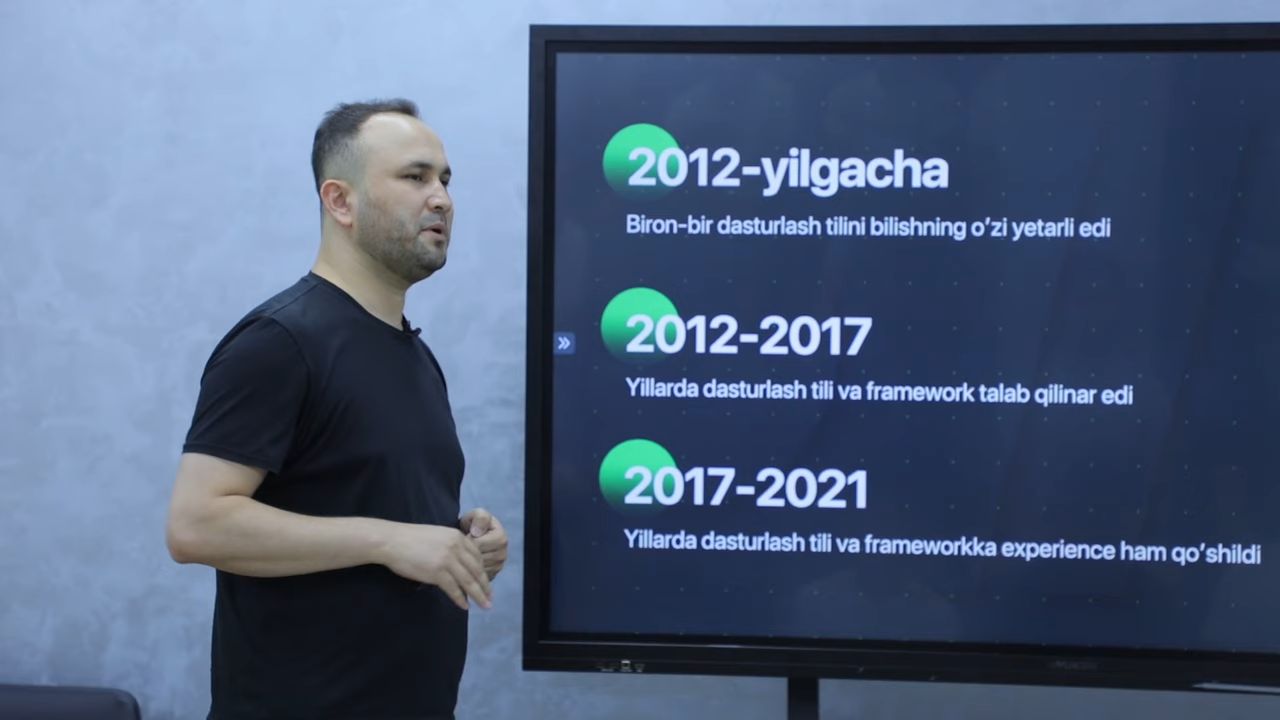 2012-yilgacha
Biron-bir dasturlash tilini bilishning o‘zi yetarli edi
2012-2017
Yillarda dasturlash tili va framework talab qilinar edi
2017-2021
Yillarda dasturlash tili va frameworkka experience ham qo‘shildi